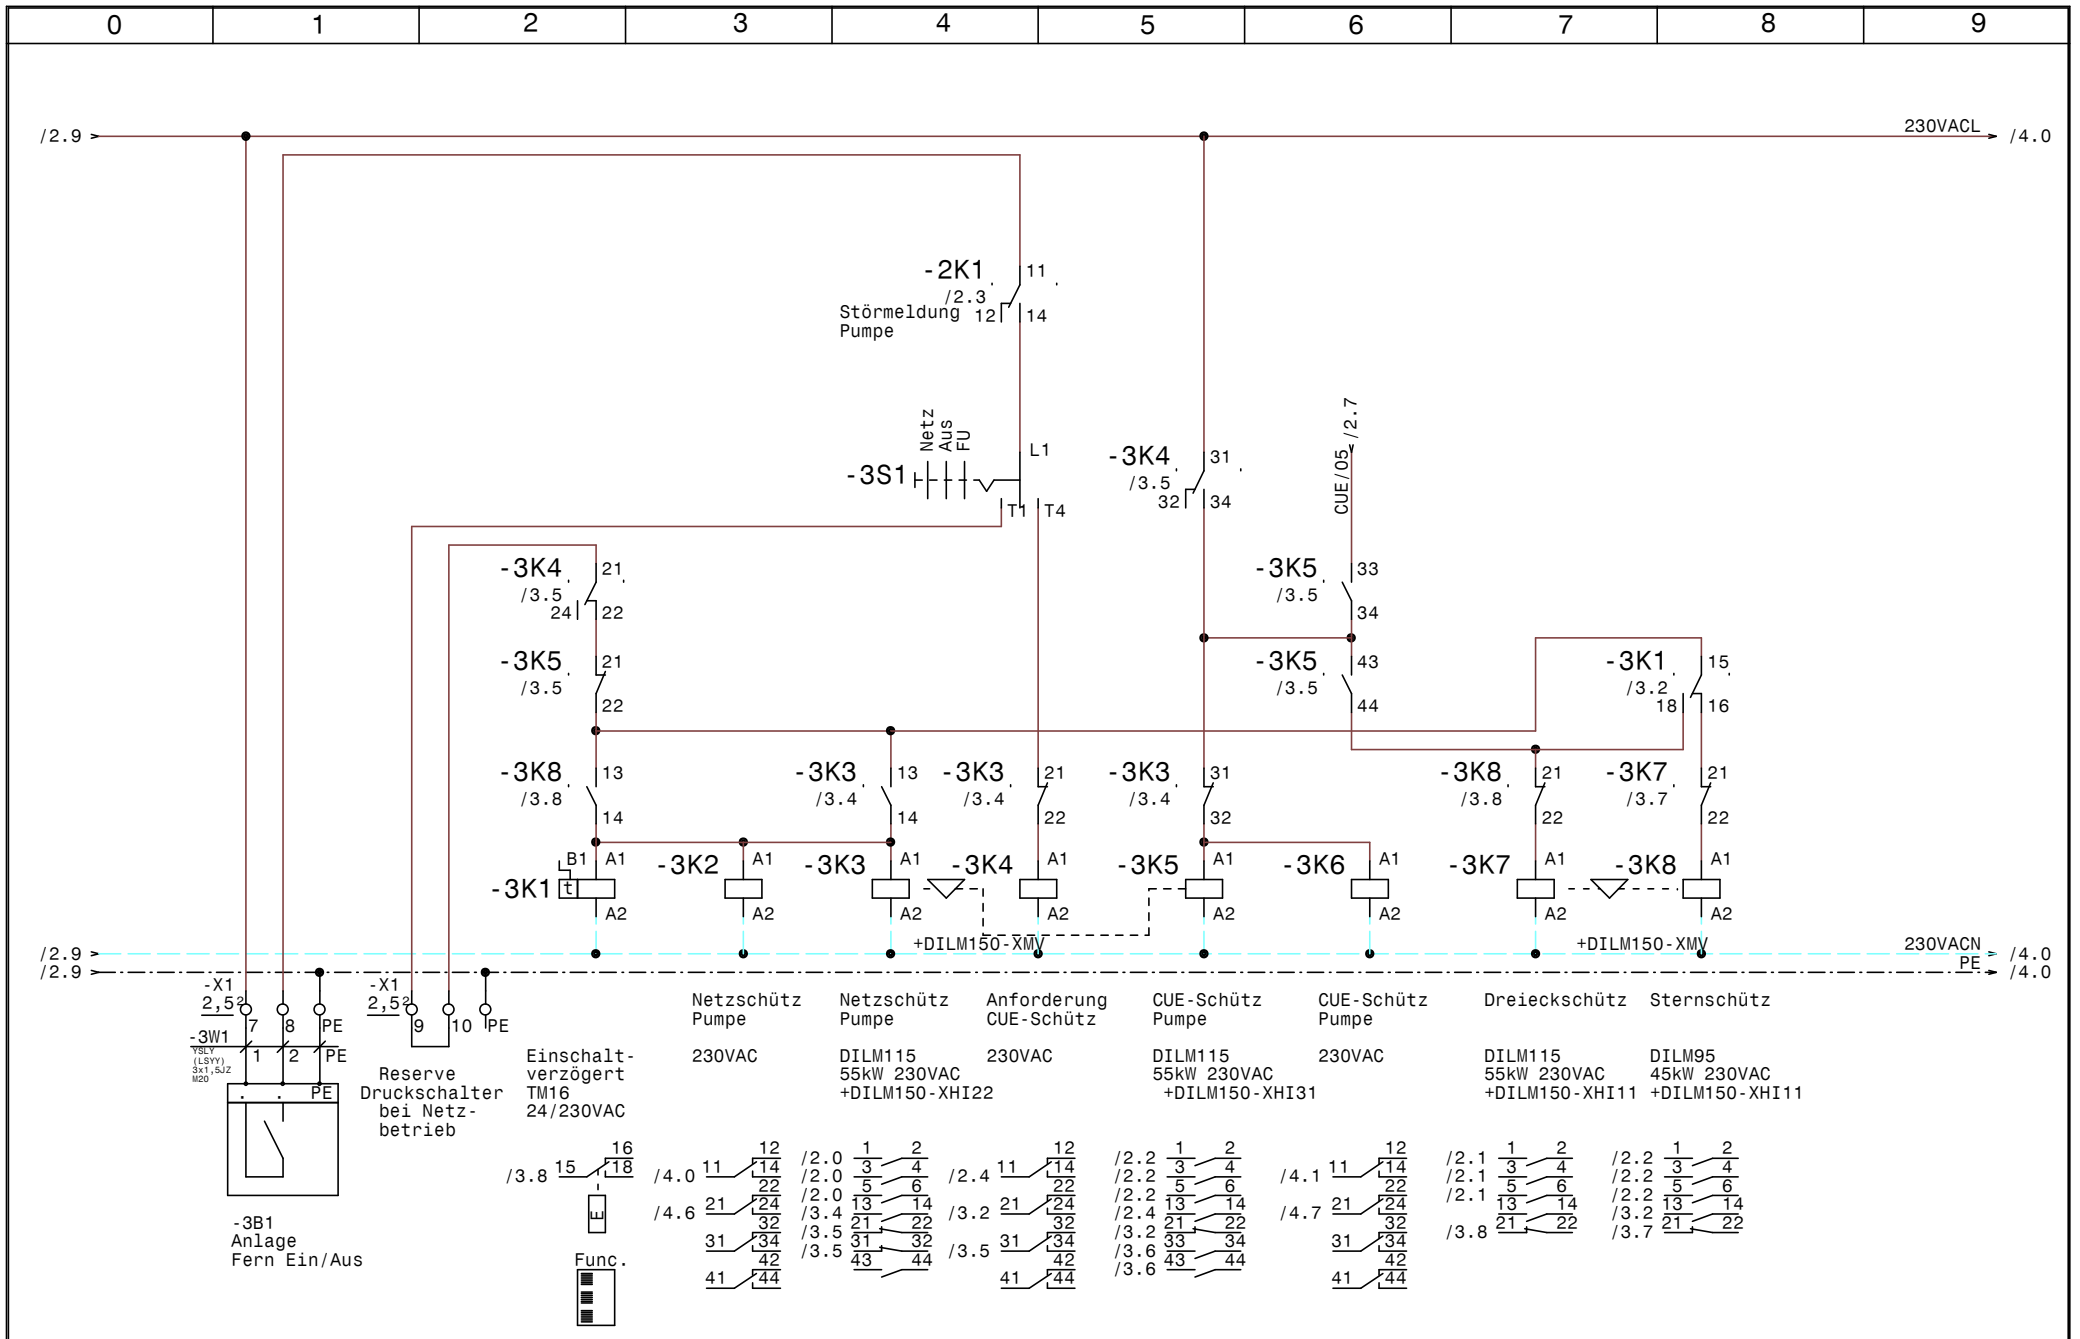 0 1 2 3 4 5 6 7 8 9
/2.9 230VACL /4.0
-2K1 11
/2.3
Störmeldung 12 14
Pumpe
Netz
Aus
FU
-3S1 L1
T1 T4
-3K4 31
/3.5
32 34
CUE/05 /2.7
-3K4 21
/3.5
24 22
-3K5 33
/3.5
34
-3K5 21
/3.5
22
-3K5 43
/3.5
44
-3K1 15
/3.2
18 16
-3K8 13
/3.8
14
-3K3 13
/3.4
14
-3K3 21
/3.4
22
-3K3 31
/3.4
32
-3K8 21
/3.8
22
-3K7 21
/3.7
22
-3K1 t B1 A1
A2
-3K2 A1
A2
-3K3 A1
A2
-3K4 A1
A2
-3K5 A1
A2
-3K6 A1
A2
-3K7 A1
A2
-3K8 A1
A2
+DILM150-XMV +DILM150-XMV
/2.9 230VACN /4.0
/2.9 PE /4.0
-X1
2,5²
7 8 PE
-X1
2,5²
9 10 PE
-3W1
YSLY
(LSYY)
3x1,5JZ
M20
1 2 PE
PE
-3B1
Anlage
Fern Ein/Aus
Reserve
Druckschalter
bei Netz-
betrieb
Einschalt-
verzögert
TM16
24/230VAC
Netzschütz
Pumpe
230VAC
Netzschütz
Pumpe
DILM115
55kW 230VAC
+DILM150-XHI22
Anforderung
CUE-Schütz
230VAC
CUE-Schütz
Pumpe
DILM115
55kW 230VAC
+DILM150-XHI31
CUE-Schütz
Pumpe
230VAC
Dreieckschütz
DILM115
55kW 230VAC
+DILM150-XHI11
Sternschütz
DILM95
45kW 230VAC
+DILM150-XHI11
16
/3.8 15 18
E
Func.
12
/4.0 11 14
22
/4.6 21 24
32
31 34
42
41 44
/2.0 1 2
/2.0 3 4
/2.0 5 6
/3.4 13 14
/3.5 21 22
/3.5 31 32
43 44
12
/2.4 11 14
22
/3.2 21 24
32
/3.5 31 34
42
41 44
/2.2 1 2
/2.2 3 4
/2.2 5 6
/2.4 13 14
/3.2 21 22
/3.6 33 34
/3.6 43 44
12
/4.1 11 14
22
/4.7 21 24
32
31 34
42
41 44
/2.1 1 2
/2.1 3 4
/2.1 5 6
13 14
/3.8 21 22
/2.2 1 2
/2.2 3 4
/2.2 5 6
/3.2 13 14
/3.7 21 22